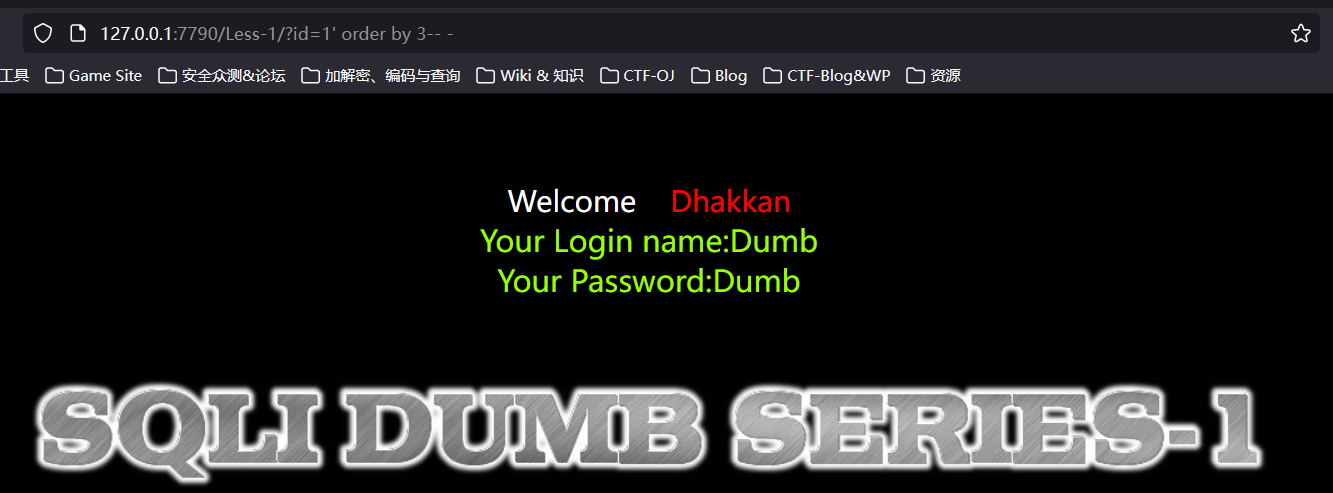 127.0.0.1:7790/Less-1/?id=1' order by 3-- -
工具 Game Site 安全众测&论坛 加解密、编码与查询 Wiki & 知识 CTF-OJ Blog CTF-Blog&WP 资源
Welcome Dhakkan
Your Login name:Dumb
Your Password:Dumb
SQLI DUMB SERIES-1